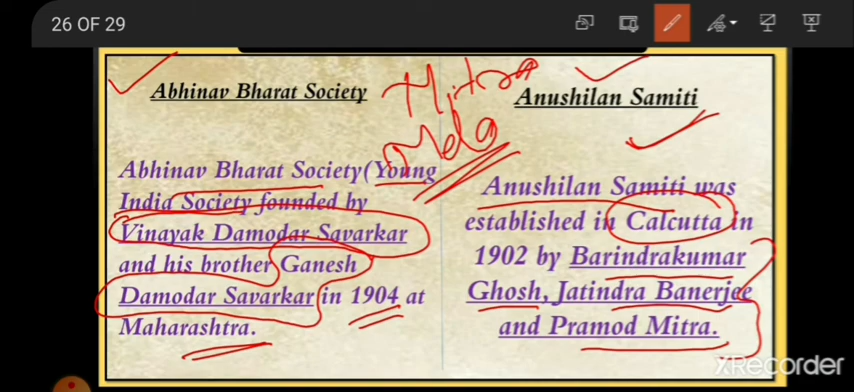 26 OF 29
Abhinav Bharat Society
Mitra
Mela
Abhinav Bharat Society(Young
India Society founded by
Vinayak Damodar Savarkar
and his brother Ganesh
Damodar Savarkar in 1904 at
Maharashtra.
Anushilan Samiti
Anushilan Samiti was
established in Calcutta in
1902 by Barindrakumar
Ghosh, Jatindra Banerjee
and Pramod Mitra.
XRecorder